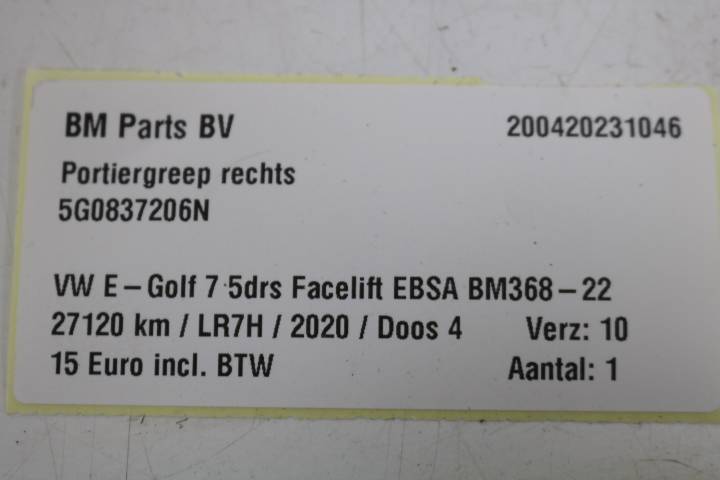 BM Parts BV 200420231046
Portiergreep rechts
5G0837206N
VW E-Golf 7 5drs Facelift EBSA BM368-22
27120 km / LR7H / 2020 / Doos 4 Verz: 10
15 Euro incl. BTW Aantal: 1